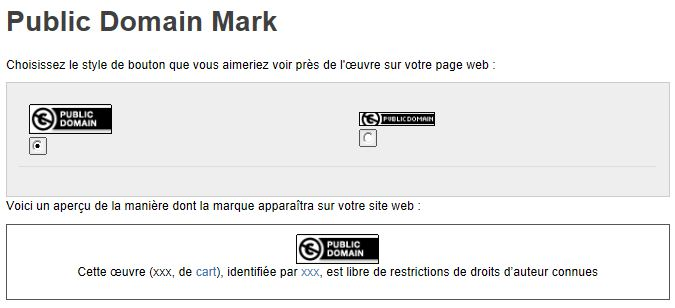 Public Domain Mark
Choisissez le style de bouton que vous aimeriez voir près de l'œuvre sur votre page web :
PUBLIC
DOMAIN
PUBLIC DOMAIN
Voici un aperçu de la manière dont la marque apparaîtra sur votre site web :
PUBLIC
DOMAIN
Cette œuvre (xxx, de cart), identifiée par xxx, est libre de restrictions de droits d'auteur connues